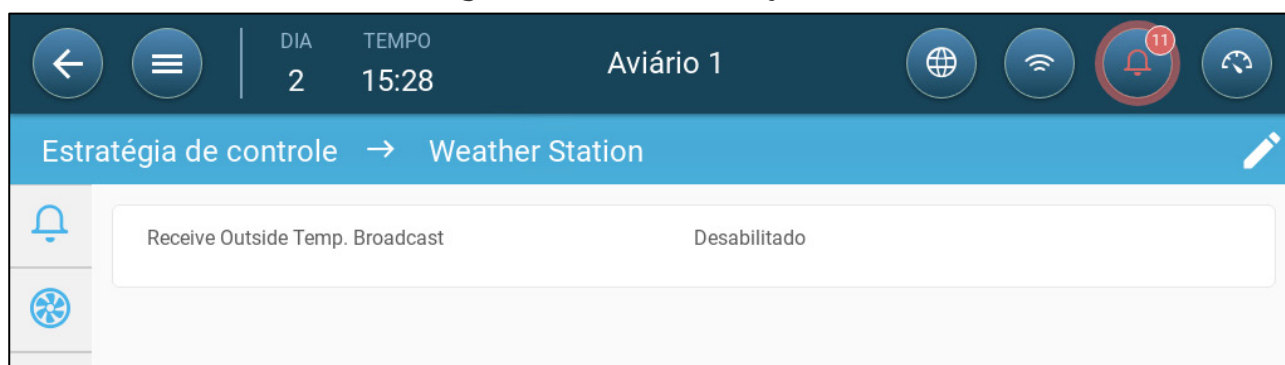 DIA TEMPO
2 15:28
Aviário 1
11
Estratégia de controle → Weather Station
Receive Outside Temp. Broadcast Desabilitado